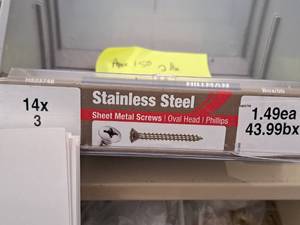 HILLMAN
Stainless Steel
Sheet Metal Screws | Oval Head | Phillips
14x
3
1.49ea
43.99bx